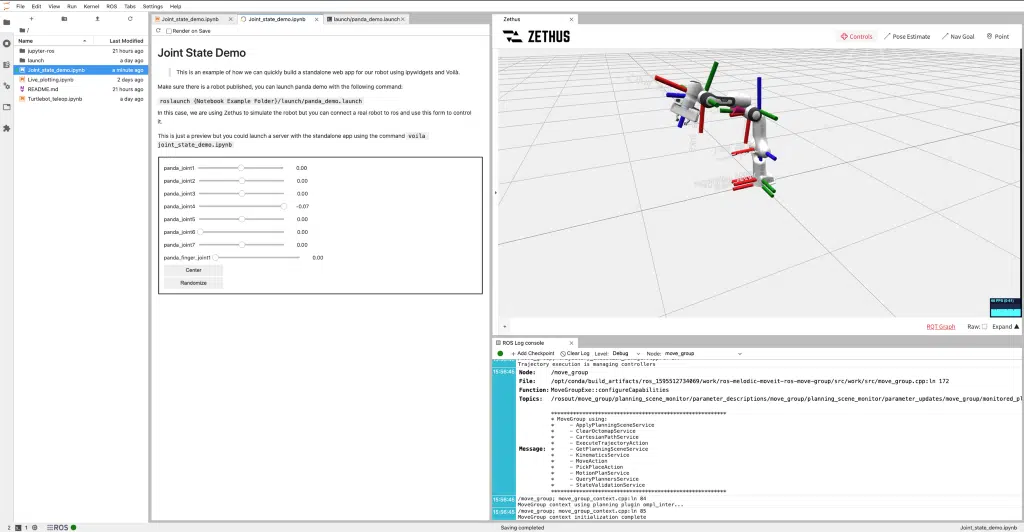 File Edit View Run Kernel ROS Tabs Settings Help
/
Name Last Modified
jupyter-ros 21 hours ago
launch a day ago
Joint_state_demo.ipynb a minute ago
Live_plotting.ipynb 2 days ago
README.md 21 hours ago
Turtlebot_teleop.ipynb a day ago
Joint_state_demo.ipynb
Joint_state_demo.ipynb
launch/panda_demo.launch
Render on Save
Joint State Demo
This is an example of how we can quickly build a standalone web app for our robot using ipywidgets and Voilà.
Make sure there is a robot published, you can launch panda demo with the following command:
roslaunch {Notebook Example Folder}/launch/panda_demo.launch
In this case, we are using Zethus to simulate the robot but you can connect a real robot to ros and use this form to control
it.
This is just a preview but you could launch a server with the standalone app using the command voila
joint_state_demo.ipynb
panda_joint1 0.00
panda_joint2 0.00
panda_joint3 0.00
panda_joint4 -0.07
panda_joint5 0.00
panda_joint6 0.00
panda_joint7 0.00
panda_finger_joint1 0.00
Center
Randomize
Zethus
ZETHUS
Controls Pose Estimate Nav Goal Point
RQT Graph Raw: Expand
ROS Log console
Add Checkpoint Clear Log Level: Debug Node: move_group
Trajectory execution is managing controllers
15:56:45 Node: /move_group
File: /opt/conda/build_artifacts/ros_1595512734069/work/ros-melodic-moveit-ros-move-group/src/work/src/move_group.cpp:ln 172
Function: MoveGroupExe::configureCapabilities
Topics: /rosout/move_group/planning_scene_monitor/parameter_descriptions/move_group/planning_scene_monitor/parameter_updates/move_group/monitored_pl
* MoveGroup using:
* - ApplyPlanningSceneService
* - ClearOctomapService
* - CartesianPathService
* - ExecuteTrajectoryAction
* - GetPlanningSceneService
Message: * - KinematicsService
* - MoveAction
* - PickPlaceAction
* - MotionPlanService
* - QueryPlannersService
* - StateValidationService
15:56:45 /move_group; move_group_context.cpp:ln 84
MoveGroup context using planning plugin ompl_inter...
15:56:45 /move_group; move_group_context.cpp:ln 85
MoveGroup context initialization complete
2 1 ROS Saving completed Joint_state_demo.ipynb